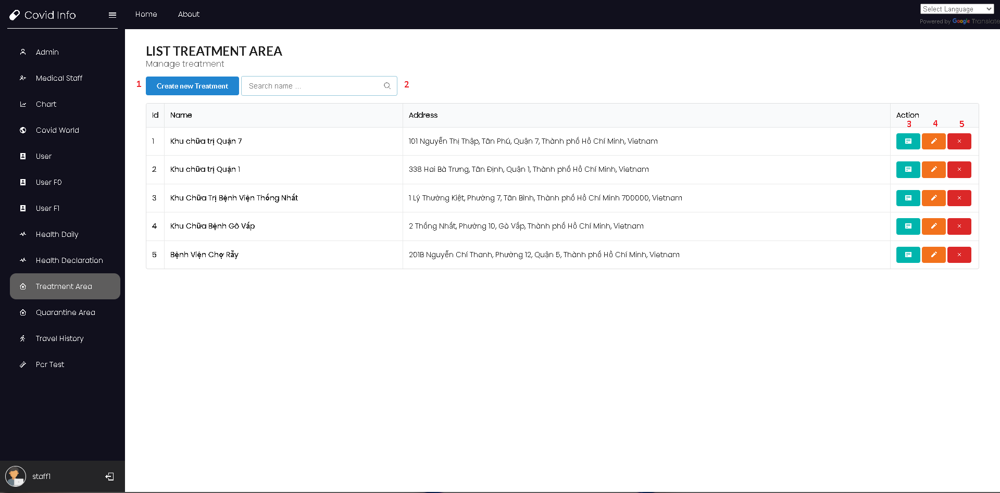 Covid Info
Home
About
Select Language
Powered by Google Translate
Admin
Medical Staff
Chart
Covid World
User
User F0
User F1
Health Daily
Health Declaration
Treatment Area
Quarantine Area
Travel History
Pcr Test
staff1
LIST TREATMENT AREA
Manage treatment
1 Create new Treatment Search name ... 2
Id Name Address Action
3 4 5
1 Khu chữa trị Quận 7 101 Nguyễn Thị Thập, Tân Phú, Quận 7, Thành phố Hồ Chí Minh, Vietnam
2 Khu chữa trị Quận 1 338 Hai Bà Trưng, Tân Định, Quận 1, Thành phố Hồ Chí Minh, Vietnam
3 Khu Chữa Trị Bệnh Viện Thống Nhất 1 Lý Thường Kiệt, Phường 7, Tân Bình, Thành phố Hồ Chí Minh 700000, Vietnam
4 Khu Chữa Bệnh Gò Vấp 2 Thống Nhất, Phường 10, Gò Vấp, Thành phố Hồ Chí Minh, Vietnam
5 Bệnh Viện Chợ Rẫy 201B Nguyễn Chí Thanh, Phường 12, Quận 5, Thành phố Hồ Chí Minh, Vietnam